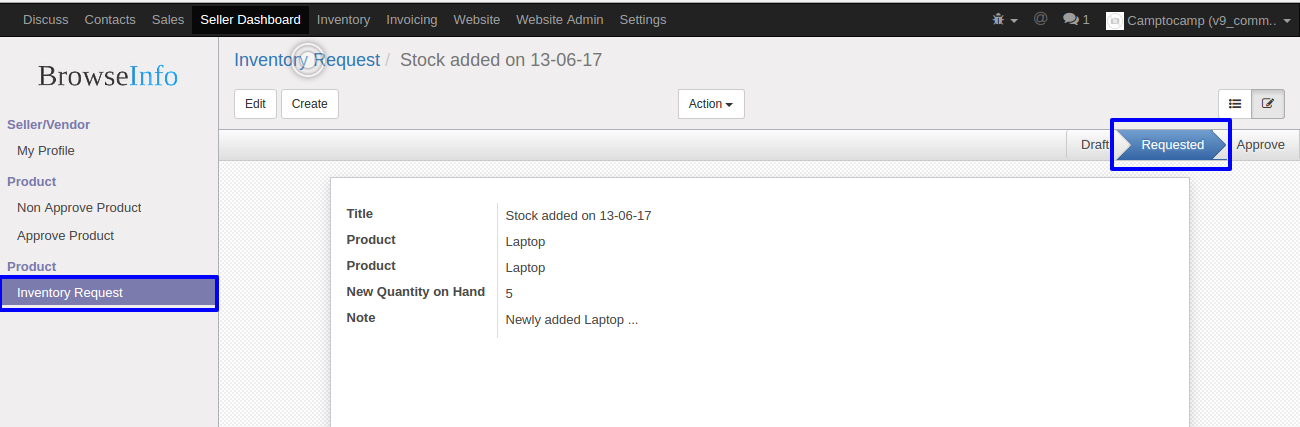 Discuss Contacts Sales Seller Dashboard Inventory Invoicing Website Website Admin Settings @ 1 Camptocamp (v9_comm..
BrowseInfo
Inventory Request / Stock added on 13-06-17
Edit Create Action
Seller/Vendor
My Profile
Draft Requested Approve
Product
Non Approve Product
Approve Product
Product
Inventory Request
Title Stock added on 13-06-17
Product Laptop
Product Laptop
New Quantity on Hand 5
Note Newly added Laptop ...